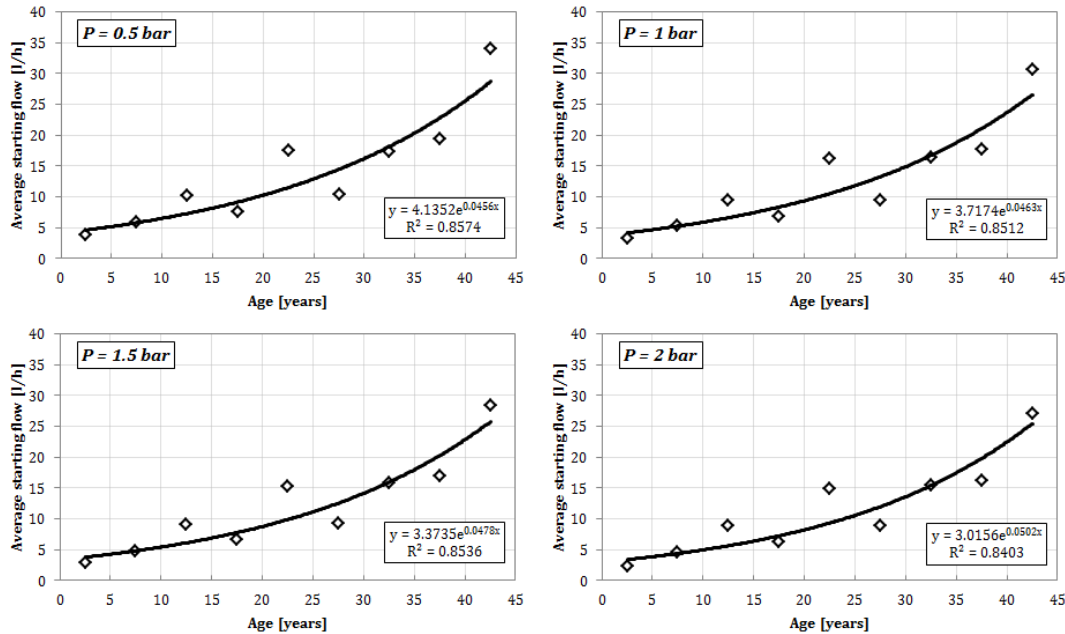 P = 0.5 bar
Average starting flow [l/h]
40
35
30
25
20
15
10
5
0
y = 4.1352e^0.0456x
R² = 0.8574
0 5 10 15 20 25 30 35 40 45
Age [years]
P = 1 bar
Average starting flow [l/h]
40
35
30
25
20
15
10
5
0
y = 3.7174e^0.0463x
R² = 0.8512
0 5 10 15 20 25 30 35 40 45
Age [years]
P = 1.5 bar
Average starting flow [l/h]
40
35
30
25
20
15
10
5
0
y = 3.3735e^0.0478x
R² = 0.8536
0 5 10 15 20 25 30 35 40 45
Age [years]
P = 2 bar
Average starting flow [l/h]
40
35
30
25
20
15
10
5
0
y = 3.0156e^0.0502x
R² = 0.8403
0 5 10 15 20 25 30 35 40 45
Age [years]